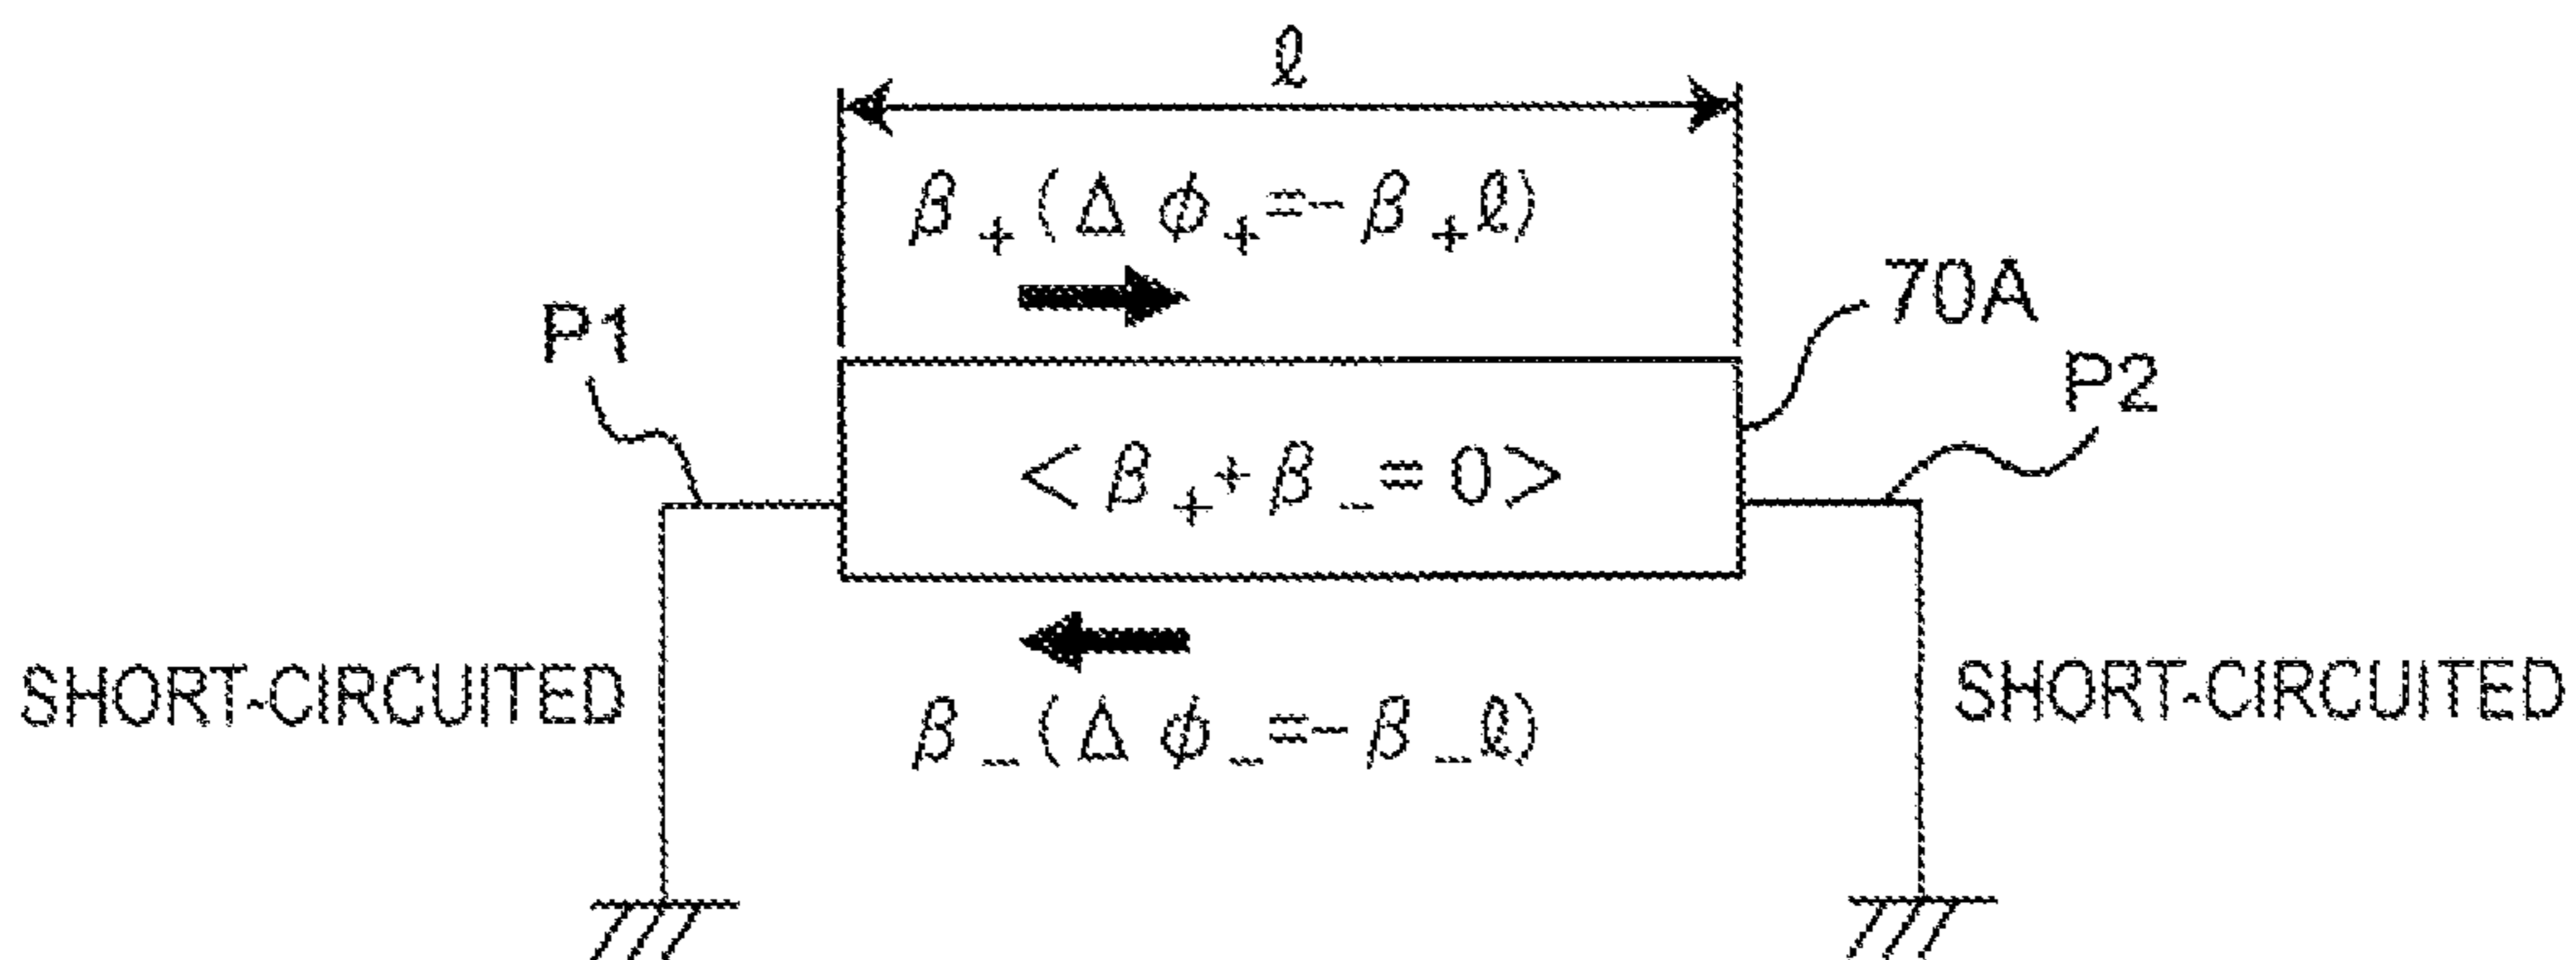 ℓ
β₊(Δφ₊=-β₊ℓ)
70A
P1
P2
<β₊+β₋=0>
SHORT-CIRCUITED
SHORT-CIRCUITED
β₋(Δφ₋=-β₋ℓ)